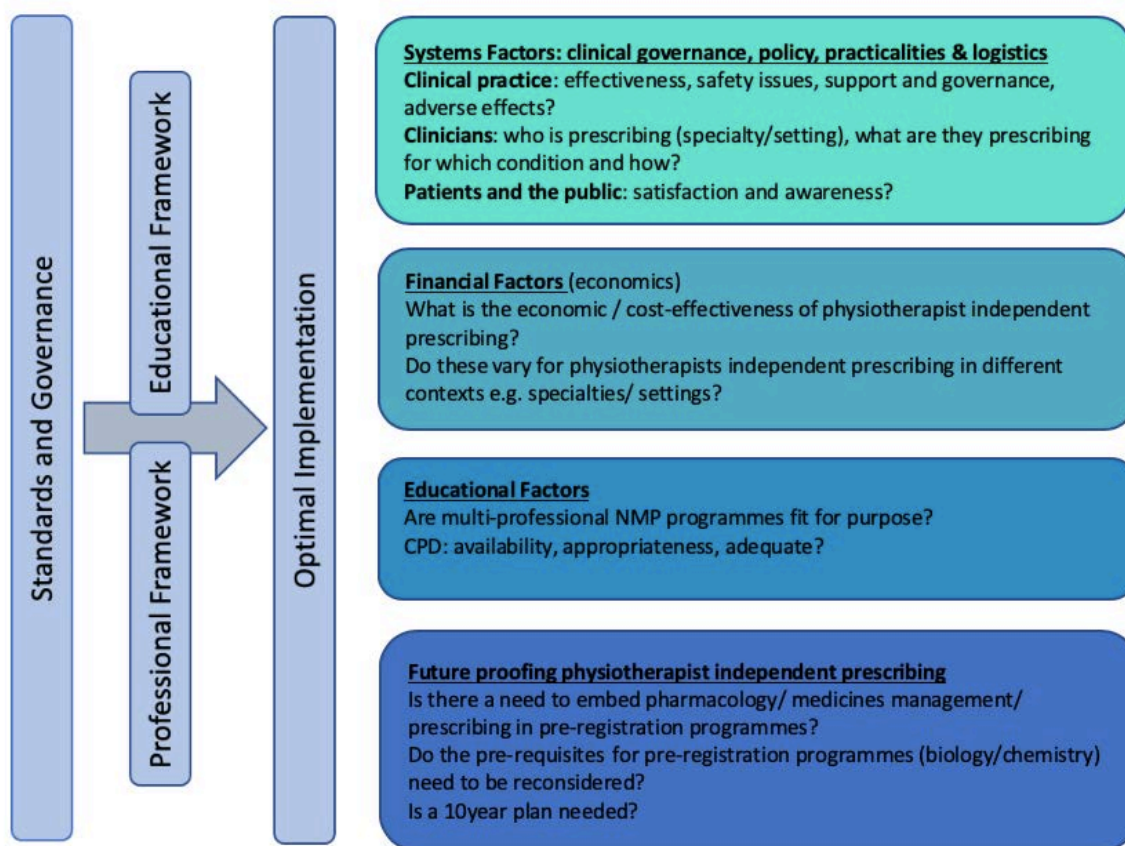 Standards and Governance
Educational Framework
Professional Framework
Optimal Implementation
Systems Factors: clinical governance, policy, practicalities & logistics
Clinical practice: effectiveness, safety issues, support and governance,
adverse effects?
Clinicians: who is prescribing (specialty/setting), what are they prescribing
for which condition and how?
Patients and the public: satisfaction and awareness?
Financial Factors (economics)
What is the economic / cost-effectiveness of physiotherapist independent
prescribing?
Do these vary for physiotherapists independent prescribing in different
contexts e.g. specialties/ settings?
Educational Factors
Are multi-professional NMP programmes fit for purpose?
CPD: availability, appropriateness, adequate?
Future proofing physiotherapist independent prescribing
Is there a need to embed pharmacology/ medicines management/
prescribing in pre-registration programmes?
Do the pre-requisites for pre-registration programmes (biology/chemistry)
need to be reconsidered?
Is a 10year plan needed?